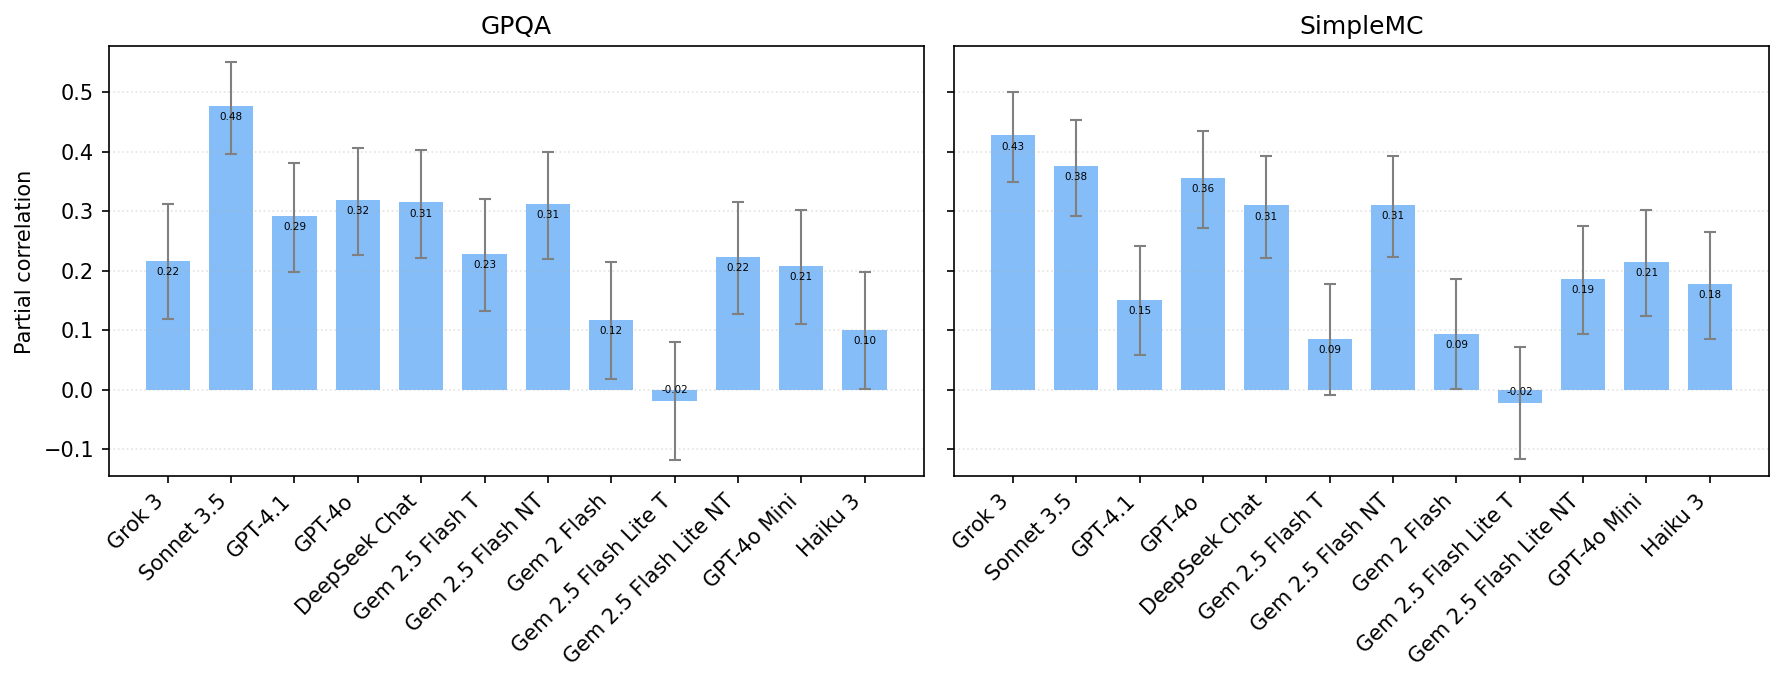 GPQA
SimpleMC
Partial correlation
0.5
0.4
0.3
0.2
0.1
0.0
−0.1
0.22
0.48
0.29
0.32
0.31
0.23
0.31
0.12
-0.02
0.22
0.21
0.10
Grok 3
Sonnet 3.5
GPT-4.1
GPT-4o
DeepSeek Chat
Gem 2.5 Flash T
Gem 2.5 Flash NT
Gem 2 Flash
Gem 2.5 Flash Lite T
Gem 2.5 Flash Lite NT
GPT-4o Mini
Haiku 3
0.43
0.38
0.15
0.36
0.31
0.09
0.31
0.09
-0.02
0.19
0.21
0.18
Grok 3
Sonnet 3.5
GPT-4.1
GPT-4o
DeepSeek Chat
Gem 2.5 Flash T
Gem 2.5 Flash NT
Gem 2 Flash
Gem 2.5 Flash Lite T
Gem 2.5 Flash Lite NT
GPT-4o Mini
Haiku 3